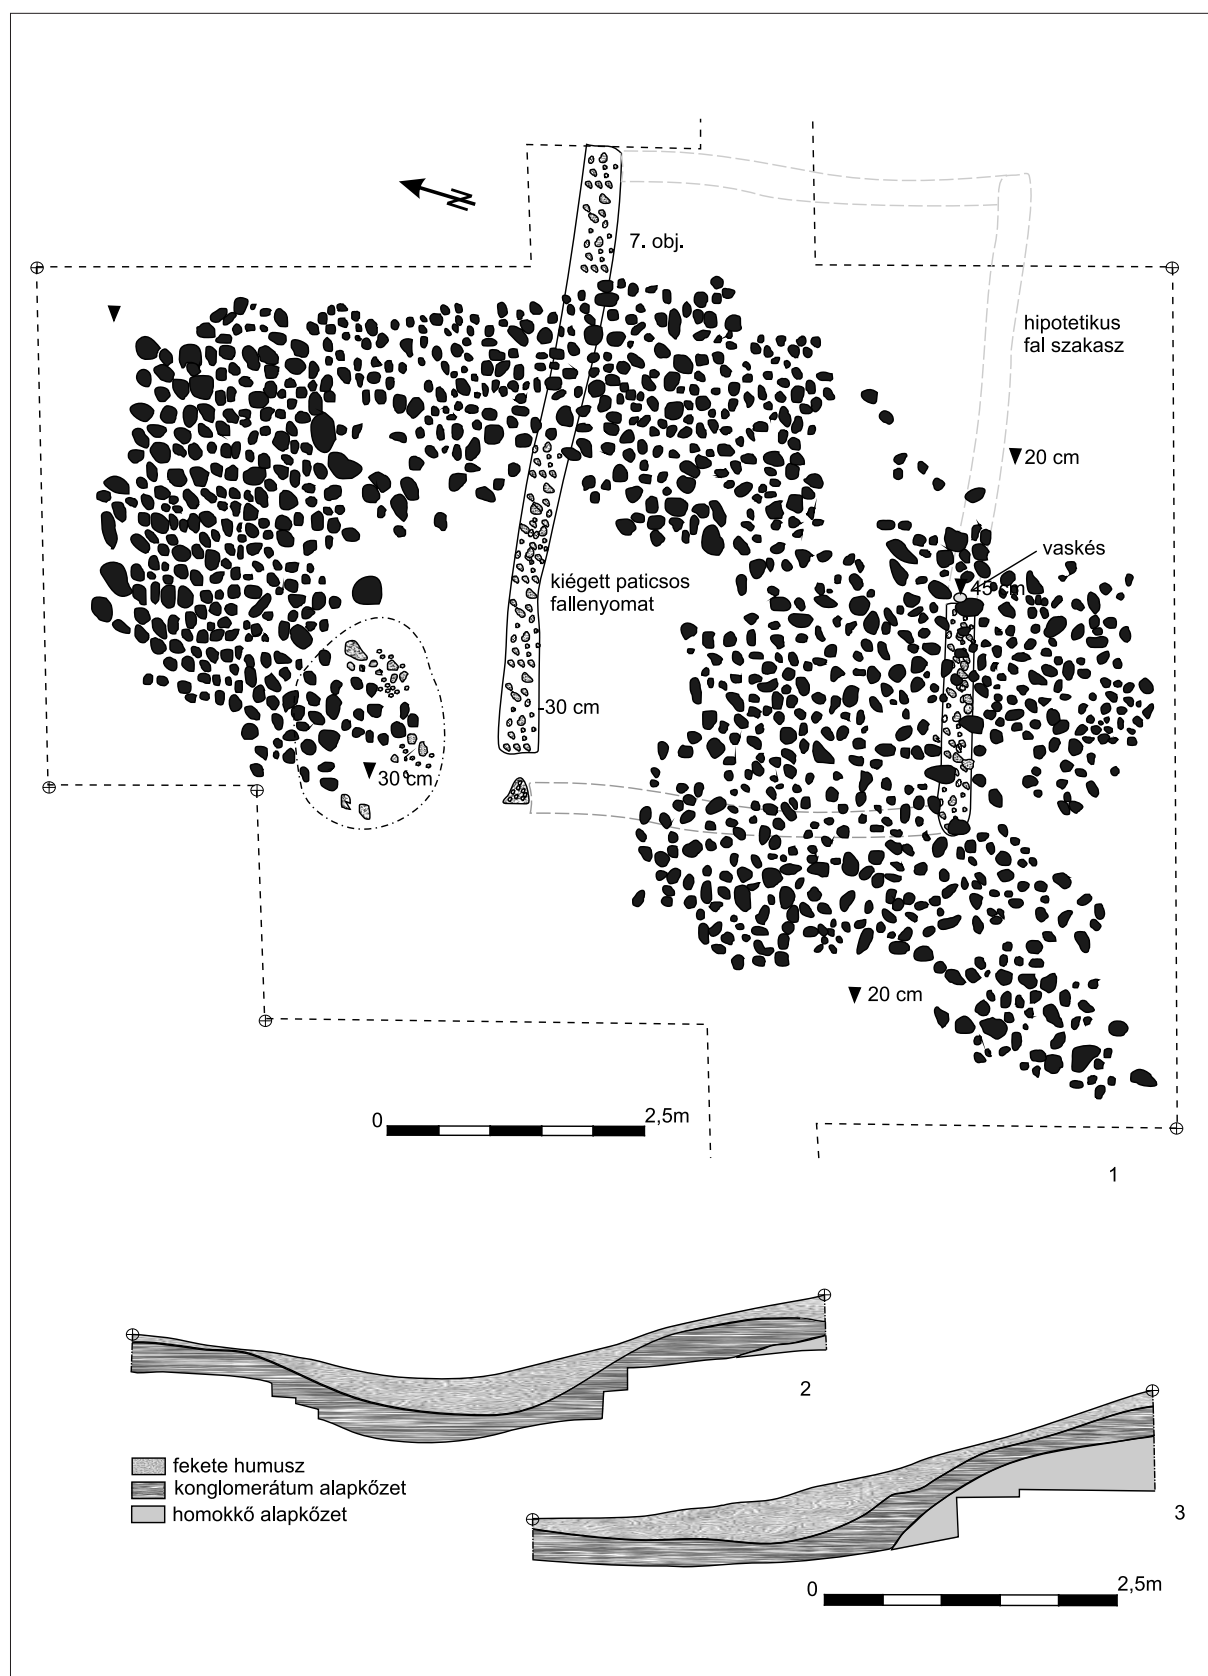 N
7. obj.
hipotetikus
fal szakasz
20 cm
vaskés
45 cm
kiégett paticsos
fallenyomat
30 cm
30 cm
20 cm
0
2,5m
1
2
fekete humusz
konglomerátum alapkőzet
homokkő alapkőzet
3
0
2,5m